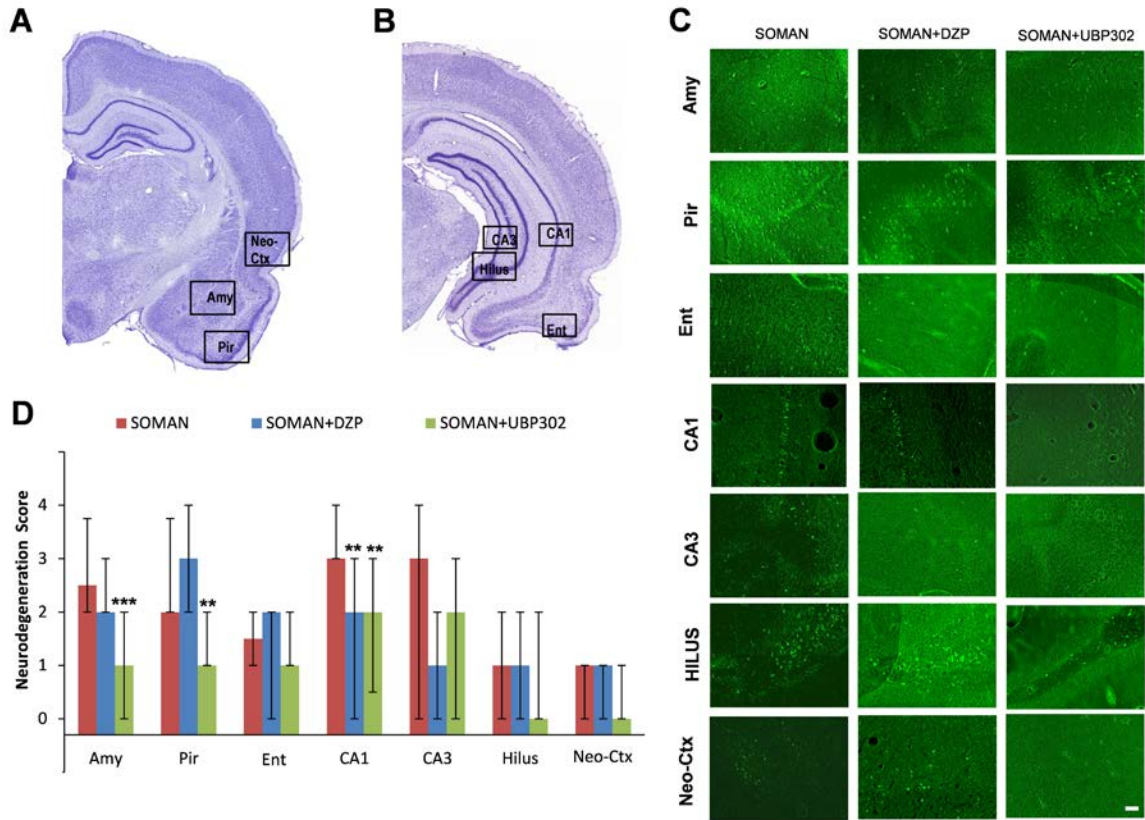 A
B
C
Neo-
Ctx
Amy
Pir
CA3
CA1
Hilus
Ent
SOMAN SOMAN+DZP SOMAN+UBP302
Amy
Pir
Ent
CA1
CA3
HILUS
Neo-Ctx
D
SOMAN SOMAN+DZP SOMAN+UBP302
Neurodegeneration Score
4
3
2
1
0
***
**
** **
Amy Pir Ent CA1 CA3 Hilus Neo-Ctx